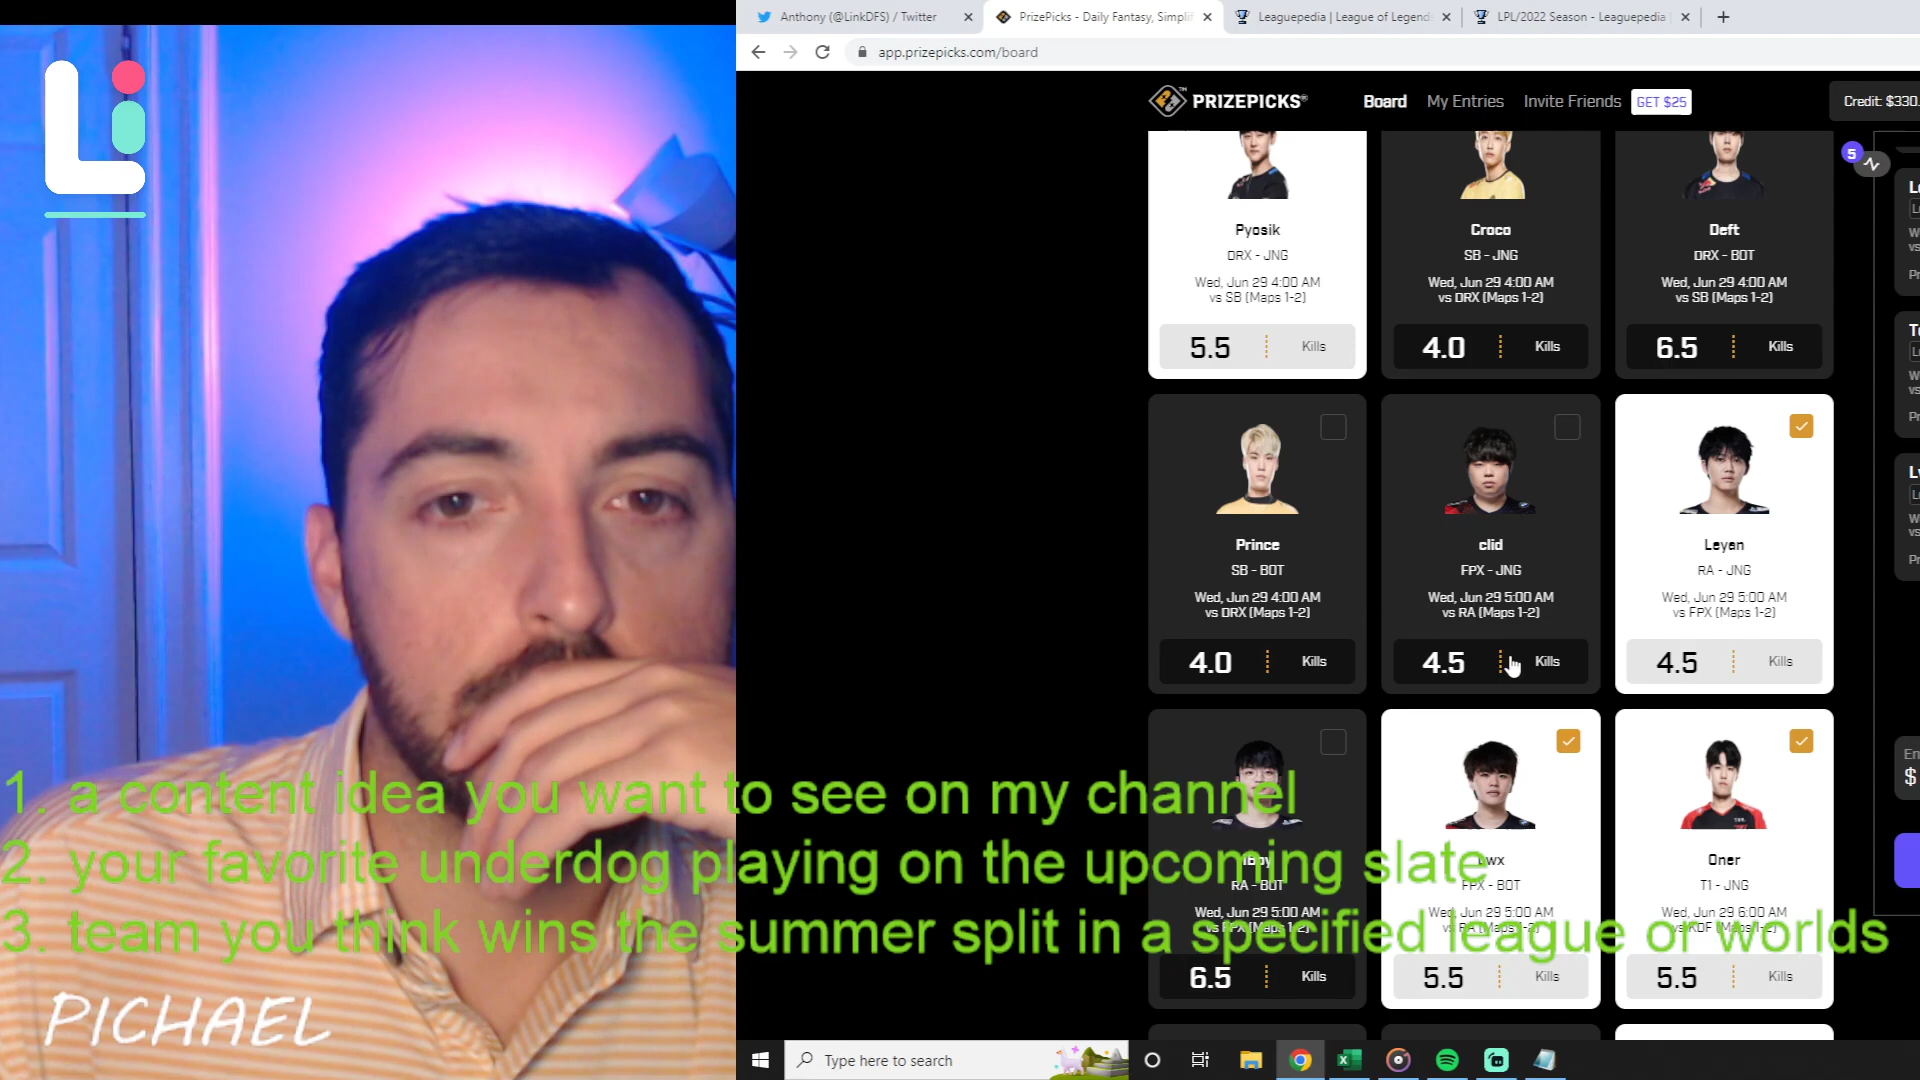 Anthony (@LinkDFS) / Twitter
PrizePicks - Daily Fantasy, Simplif
Leaguepedia | League of Legends
LPL/2022 Season - Leaguepedia |
app.prizepicks.com/board
PRIZEPICKS®
Board
My Entries
Invite Friends
GET $25
Credit: $330.
5
Pyosik
DRX - JNG
Wed, Jun 29 4:00 AM
vs SB (Maps 1-2)
5.5 Kills
Croco
SB - JNG
Wed, Jun 29 4:00 AM
vs DRX (Maps 1-2)
4.0 Kills
Deft
DRX - BOT
Wed, Jun 29 4:00 AM
vs SB (Maps 1-2)
6.5 Kills
Prince
SB - BOT
Wed, Jun 29 4:00 AM
vs DRX (Maps 1-2)
4.0 Kills
clid
FPX - JNG
Wed, Jun 29 5:00 AM
vs RA (Maps 1-2)
4.5 Kills
Leyan
RA - JNG
Wed, Jun 29 5:00 AM
vs FPX (Maps 1-2)
4.5 Kills
RA - BOT
Wed, Jun 29 5:00 AM
6.5 Kills
FPX - BOT
Wed, Jun 29 5:00 AM
5.5 Kills
Oner
T1 - JNG
Wed, Jun 29 6:00 AM
5.5 Kills
1. a content idea you want to see on my channel
2. your favorite underdog playing on the upcoming slate
3. team you think wins the summer split in a specified league or worlds
PICHAEL
Type here to search